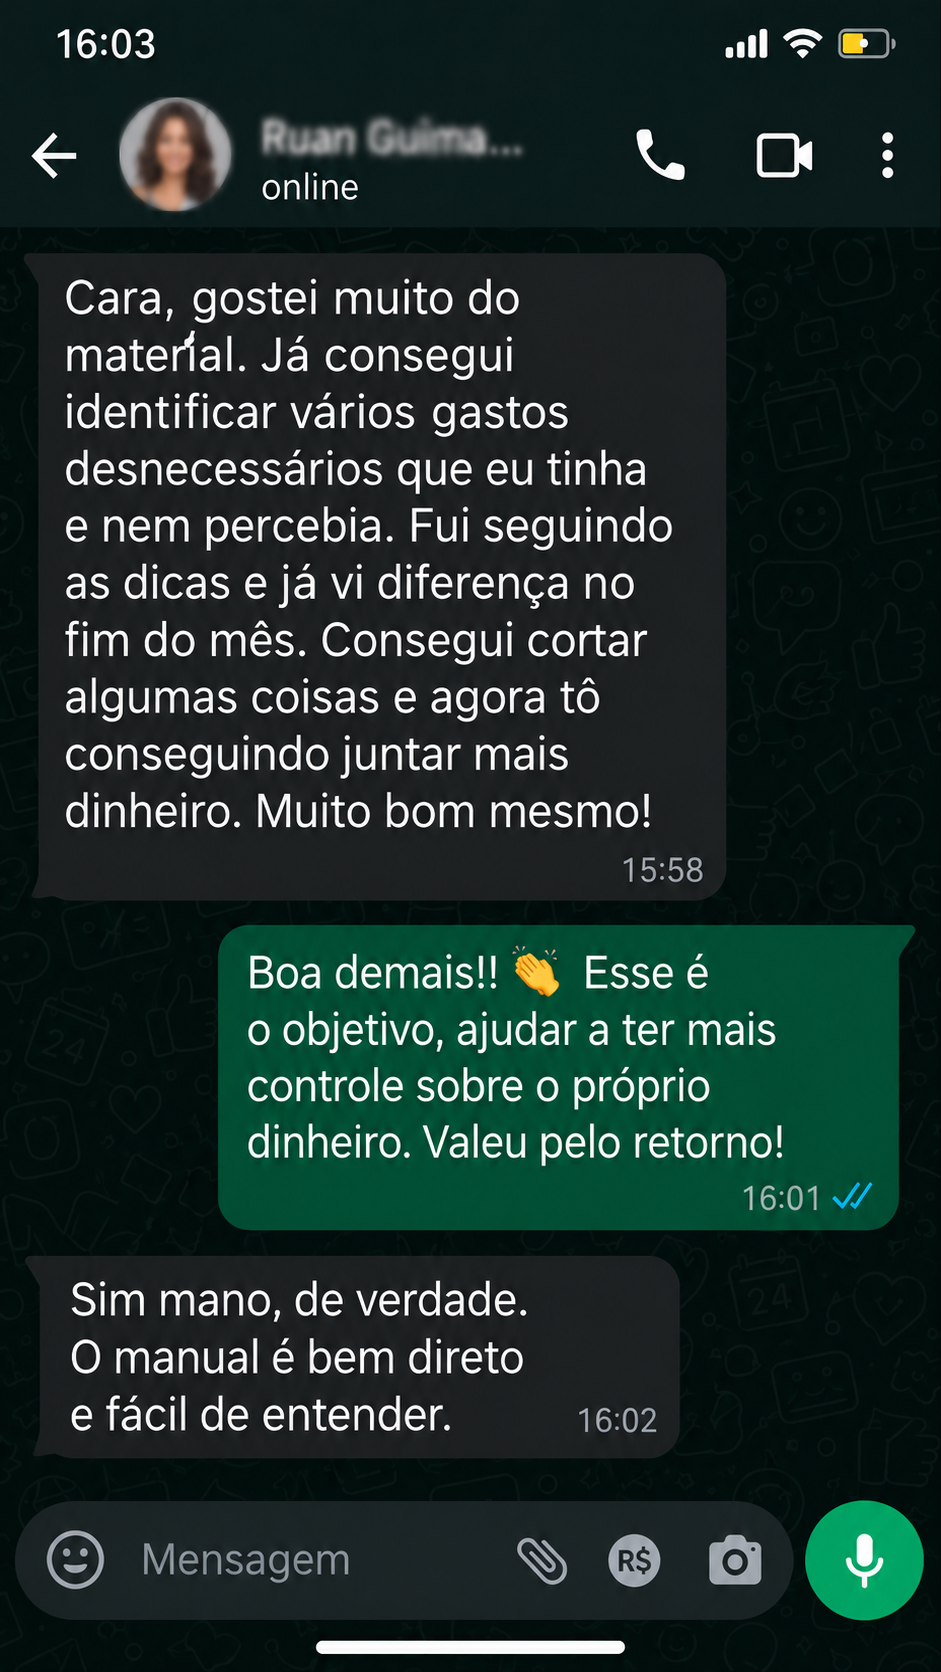 16:03
Ruan Guima...
online
Cara, gostei muito do
material. Já consegui
identificar vários gastos
desnecessários que eu tinha
e nem percebia. Fui seguindo
as dicas e já vi diferença no
fim do mês. Consegui cortar
algumas coisas e agora tô
conseguindo juntar mais
dinheiro. Muito bom mesmo!
15:58
Boa demais!! 👏 Esse é
o objetivo, ajudar a ter mais
controle sobre o próprio
dinheiro. Valeu pelo retorno!
16:01
Sim mano, de verdade.
O manual é bem direto
e fácil de entender.
16:02
Mensagem
R$